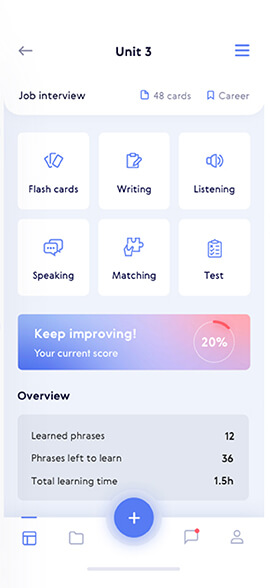 Unit 3
Job interview 48 cards Career
Flash cards Writing Listening
Speaking Matching Test
Keep improving!
Your current score
20%
Overview
Learned phrases 12
Phrases left to learn 36
Total learning time 1.5h